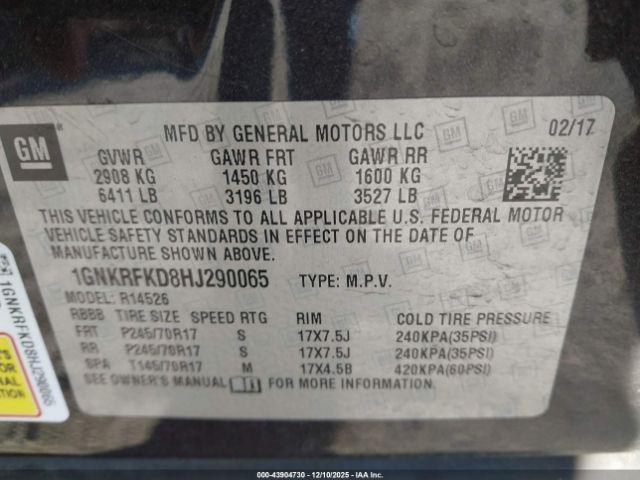 GM
MFD BY GENERAL MOTORS LLC 02/17
GVWR GAWR FRT GAWR RR
2908 KG 1450 KG 1600 KG
6411 LB 3196 LB 3527 LB
THIS VEHICLE CONFORMS TO ALL APPLICABLE U.S. FEDERAL MOTOR
VEHICLE SAFETY STANDARDS IN EFFECT ON THE DATE OF
MANUFACTURE SHOWN ABOVE.
1GNKRFKD8HJ290065 TYPE: M.P.V.
MODEL: R14526
RBBB TIRE SIZE SPEED RTG RIM COLD TIRE PRESSURE
FRT P245/70R17 S 17X7.5J 240KPA(35PSI)
RR P245/70R17 S 17X7.5J 240KPA(35PSI)
SPA T145/70R17 M 17X4.5B 420KPA(60PSI)
SEE OWNER'S MANUAL FOR MORE INFORMATION.
1GNKRFKD8HJ290065
000-43904730 - 12/10/2025 - IAA Inc.